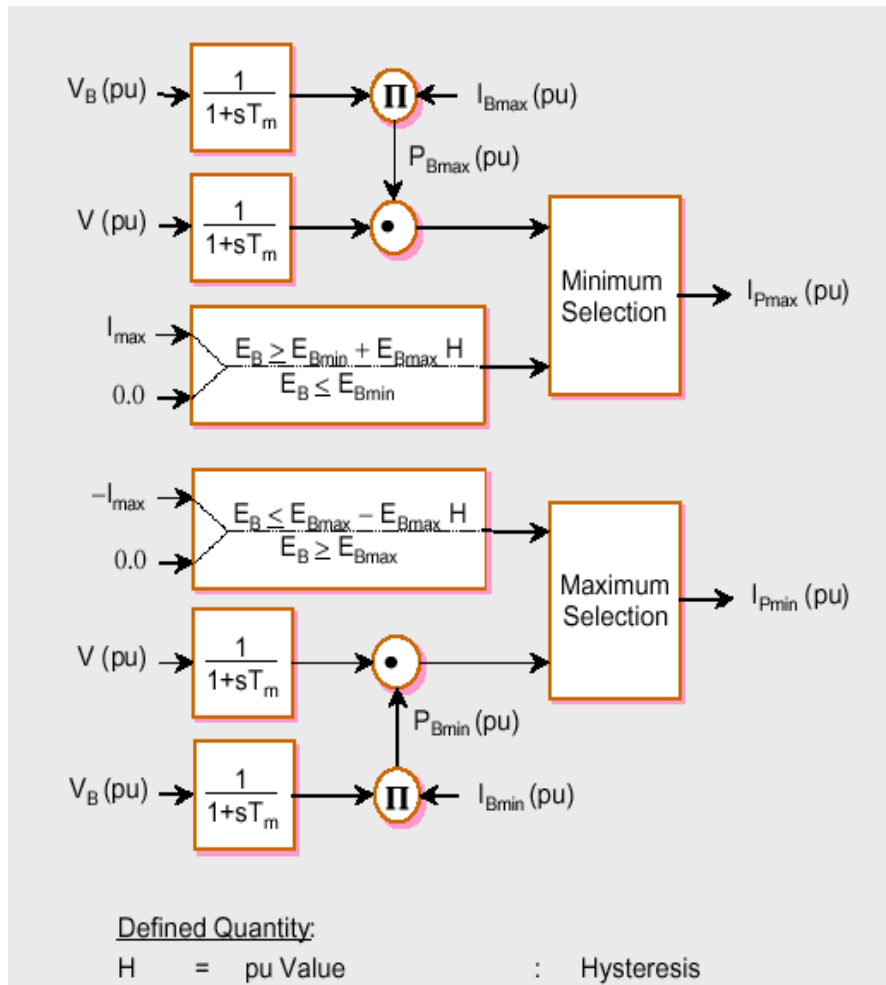 V_B (pu)
1
1+sT_m
Π
I_Bmax (pu)
P_Bmax (pu)
V (pu)
1
1+sT_m
Minimum
Selection
I_Pmax (pu)
I_max
0.0
E_B ≥ E_Bmin + E_Bmax H
E_B ≤ E_Bmin
−I_max
0.0
E_B ≤ E_Bmax − E_Bmax H
E_B ≥ E_Bmax
Maximum
Selection
I_Pmin (pu)
V (pu)
1
1+sT_m
P_Bmin (pu)
V_B (pu)
1
1+sT_m
Π
I_Bmin (pu)
Defined Quantity:
H = pu Value : Hysteresis